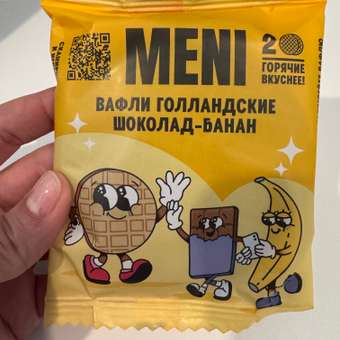 MENI
2
ГОРЯЧИЕ
ВКУСНЕЕ!
ВАФЛИ ГОЛЛАНДСКИЕ
ШОКОЛАД-БАНАН